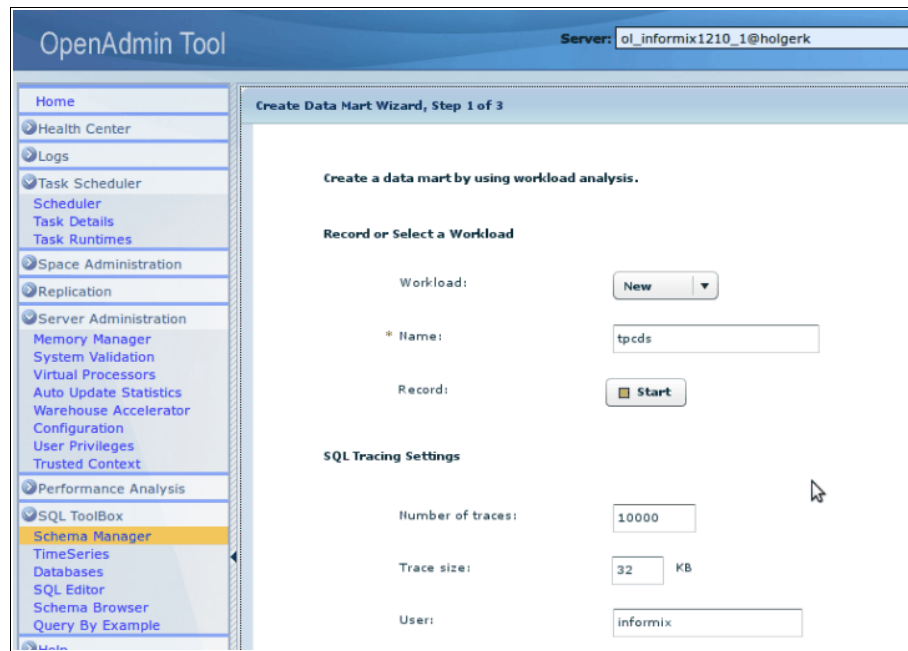 OpenAdmin Tool
Server: ol_informix1210_1@holgerk
Home
Health Center
Logs
Task Scheduler
Scheduler
Task Details
Task Runtimes
Space Administration
Replication
Server Administration
Memory Manager
System Validation
Virtual Processors
Auto Update Statistics
Warehouse Accelerator
Configuration
User Privileges
Trusted Context
Performance Analysis
SQL ToolBox
Schema Manager
TimeSeries
Databases
SQL Editor
Schema Browser
Query By Example
Help
Create Data Mart Wizard, Step 1 of 3
Create a data mart by using workload analysis.
Record or Select a Workload
Workload: New
* Name: tpcds
Record: Start
SQL Tracing Settings
Number of traces: 10000
Trace size: 32 KB
User: informix